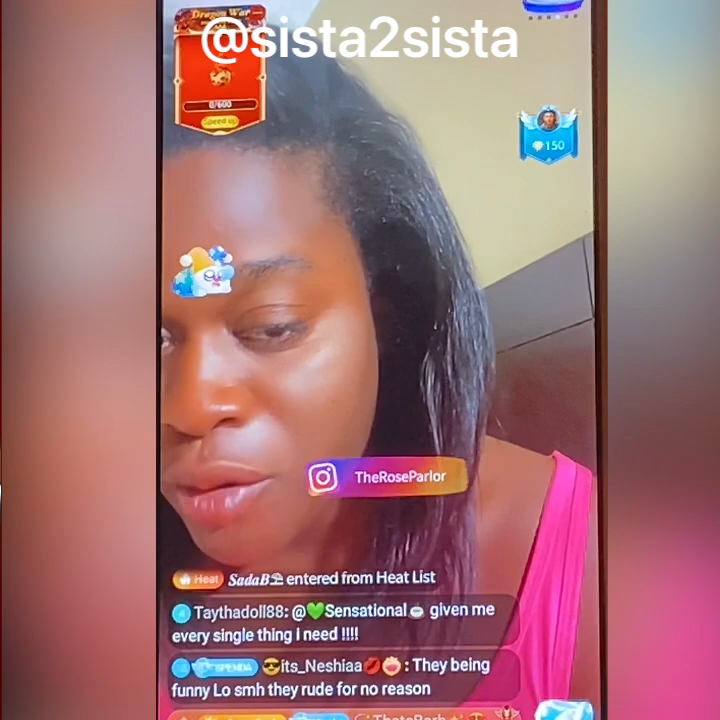 Dragon War
@sista2sista
0/600
Speed up
150
TheRoseParlor
Heat SadaB entered from Heat List
Taythadoll88: @💚Sensational☕ given me
every single thing I need !!!!
😎its_Neshiaa💋: They being
funny Lo smh they rude for no reason